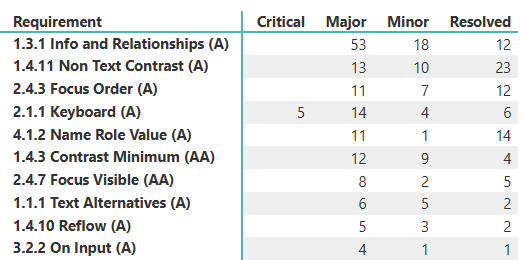 Requirement Critical Major Minor Resolved
1.3.1 Info and Relationships (A) 53 18 12
1.4.11 Non Text Contrast (A) 13 10 23
2.4.3 Focus Order (A) 11 7 12
2.1.1 Keyboard (A) 5 14 4 6
4.1.2 Name Role Value (A) 11 1 14
1.4.3 Contrast Minimum (AA) 12 9 4
2.4.7 Focus Visible (AA) 8 2 5
1.1.1 Text Alternatives (A) 6 5 2
1.4.10 Reflow (A) 5 3 2
3.2.2 On Input (A) 4 1 1